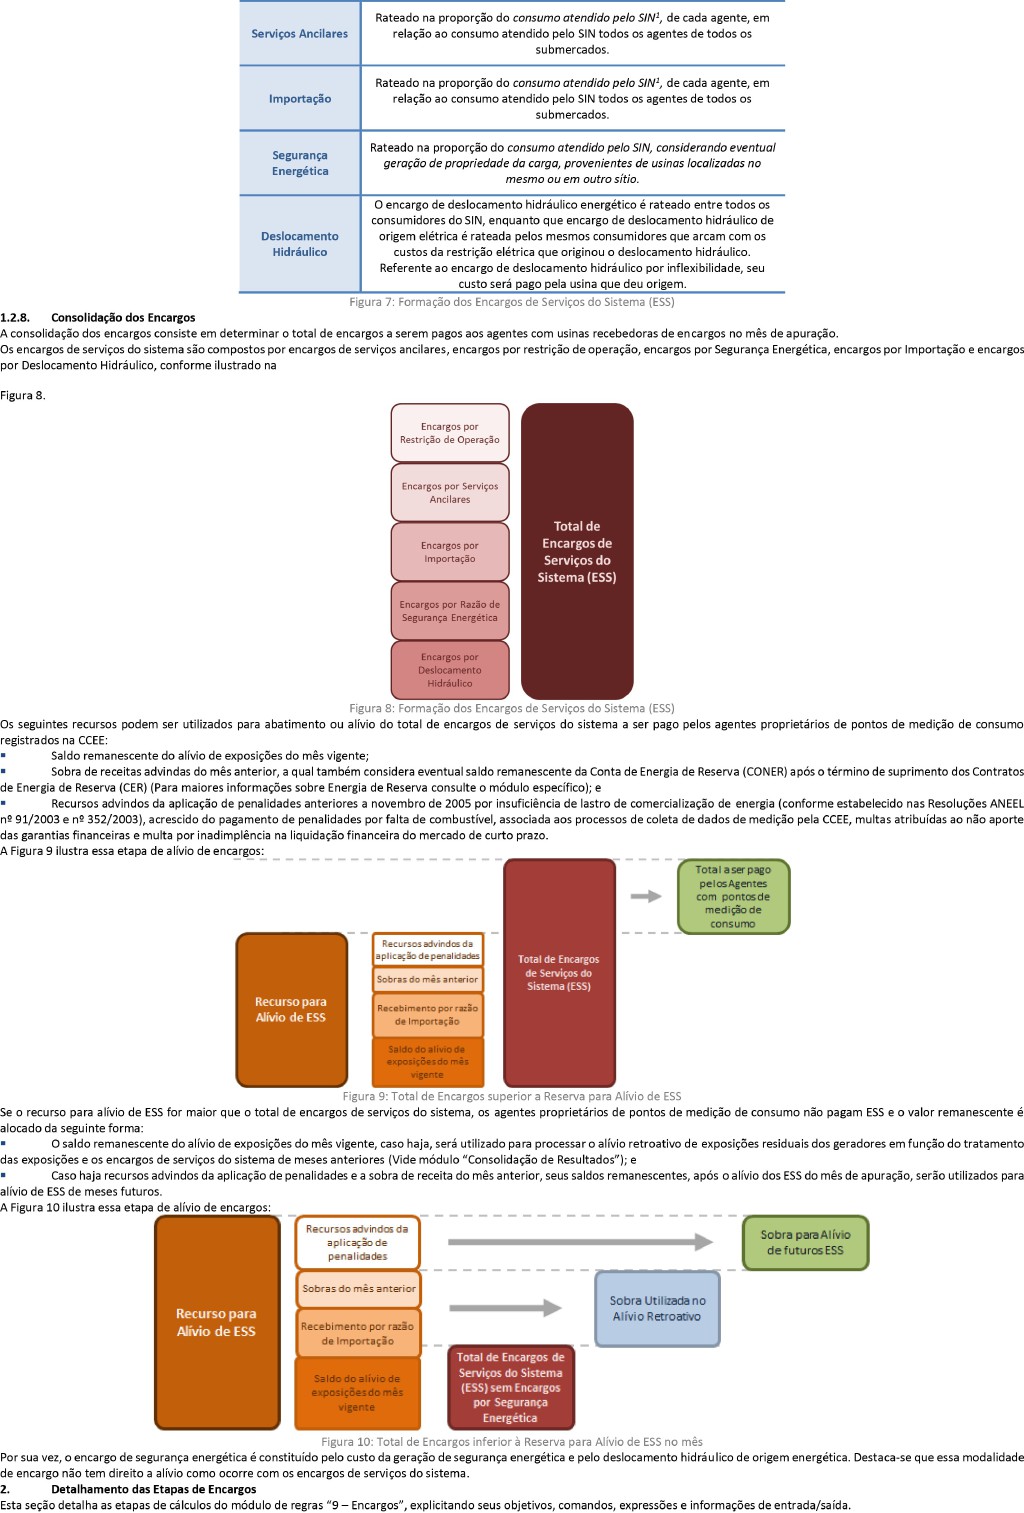 Serviços Ancilares
Rateado na proporção do consumo atendido pelo SIN¹, de cada agente, em
relação ao consumo atendido pelo SIN todos os agentes de todos os
submercados.
Importação
Rateado na proporção do consumo atendido pelo SIN¹, de cada agente, em
relação ao consumo atendido pelo SIN todos os agentes de todos os
submercados.
Segurança
Energética
Rateado na proporção do consumo atendido pelo SIN, considerando eventual
geração de propriedade da carga, provenientes de usinas localizadas no
mesmo ou em outro sítio.
Deslocamento
Hidráulico
O encargo de deslocamento hidráulico energético é rateado entre todos os
consumidores do SIN, enquanto que encargo de deslocamento hidráulico de
origem elétrica é rateada pelos mesmos consumidores que arcam com os
custos da restrição elétrica que originou o deslocamento hidráulico.
Referente ao encargo de deslocamento hidráulico por inflexibilidade, seu
custo será pago pela usina que deu origem.
Figura 7: Formação dos Encargos de Serviços do Sistema (ESS)
1.2.8. Consolidação dos Encargos
A consolidação dos encargos consiste em determinar o total de encargos a serem pagos aos agentes com usinas recebedoras de encargos no mês de apuração.
Os encargos de serviços do sistema são compostos por encargos de serviços ancilares, encargos por restrição de operação, encargos por Segurança Energética, encargos por Importação e encargos
por Deslocamento Hidráulico, conforme ilustrado na
Figura 8.
Encargos por
Restrição de Operação
Encargos por Serviços
Ancilares
Encargos por
Importação
Encargos por Razão de
Segurança Energética
Encargos por
Deslocamento
Hidráulico
Total de
Encargos de
Serviços do
Sistema (ESS)
Figura 8: Formação dos Encargos de Serviços do Sistema (ESS)
Os seguintes recursos podem ser utilizados para abatimento ou alívio do total de encargos de serviços do sistema a ser pago pelos agentes proprietários de pontos de medição de consumo
registrados na CCEE:
▪ Saldo remanescente do alívio de exposições do mês vigente;
▪ Sobra de receitas advindas do mês anterior, a qual também considera eventual saldo remanescente da Conta de Energia de Reserva (CONER) após o término de suprimento dos Contratos
de Energia de Reserva (CER) (Para maiores informações sobre Energia de Reserva consulte o módulo específico); e
▪ Recursos advindos da aplicação de penalidades anteriores a novembro de 2005 por insuficiência de lastro de comercialização de energia (conforme estabelecido nas Resoluções ANEEL
nº 91/2003 e nº 352/2003), acrescido do pagamento de penalidades por falta de combustível, associada aos processos de coleta de dados de medição pela CCEE, multas atribuídas ao não aporte
das garantias financeiras e multa por inadimplência na liquidação financeira do mercado de curto prazo.
A Figura 9 ilustra essa etapa de alívio de encargos:
Recurso para
Alívio de ESS
Recursos advindos da
aplicação de penalidades
Sobras do mês anterior
Recebimento por razão
de Importação
Saldo do alívio de
exposições do mês
vigente
Total de Encargos
de Serviços do
Sistema (ESS)
Total a ser pago
pelos Agentes
com pontos de
medição de
consumo
Figura 9: Total de Encargos superior a Reserva para Alívio de ESS
Se o recurso para alívio de ESS for maior que o total de encargos de serviços do sistema, os agentes proprietários de pontos de medição de consumo não pagam ESS e o valor remanescente é
alocado da seguinte forma:
▪ O saldo remanescente do alívio de exposições do mês vigente, caso haja, será utilizado para processar o alívio retroativo de exposições residuais dos geradores em função do tratamento
das exposições e os encargos de serviços do sistema de meses anteriores (Vide módulo “Consolidação de Resultados”); e
▪ Caso haja recursos advindos da aplicação de penalidades e a sobra de receita do mês anterior, seus saldos remanescentes, após o alívio dos ESS do mês de apuração, serão utilizados para
alívio de ESS de meses futuros.
A Figura 10 ilustra essa etapa de alívio de encargos:
Recurso para
Alívio de ESS
Recursos advindos da
aplicação de
penalidades
Sobras do mês anterior
Recebimento por razão
de Importação
Saldo do alívio de
exposições do mês
vigente
Total de Encargos de
Serviços do Sistema
(ESS) sem Encargos
por Segurança
Energética
Sobra Utilizada no
Alívio Retroativo
Sobra para Alívio
de futuros ESS
Figura 10: Total de Encargos inferior à Reserva para Alívio de ESS no mês
Por sua vez, o encargo de segurança energética é constituído pelo custo da geração de segurança energética e pelo deslocamento hidráulico de origem energética. Destaca-se que essa modalidade
de encargo não tem direito a alívio como ocorre com os encargos de serviços do sistema.
2. Detalhamento das Etapas de Encargos
Esta seção detalha as etapas de cálculos do módulo de regras “9 – Encargos”, explicitando seus objetivos, comandos, expressões e informações de entrada/saída.